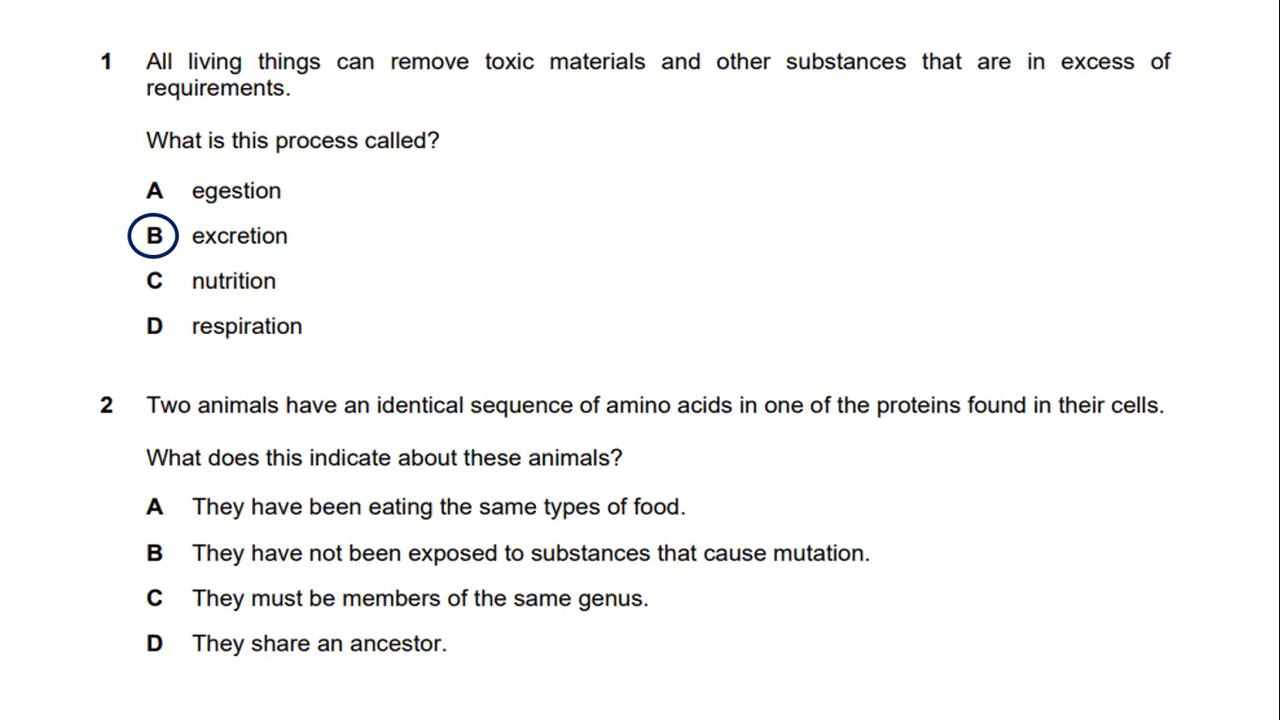 1 All living things can remove toxic materials and other substances that are in excess of
requirements.
What is this process called?
A egestion
B excretion
C nutrition
D respiration
2 Two animals have an identical sequence of amino acids in one of the proteins found in their cells.
What does this indicate about these animals?
A They have been eating the same types of food.
B They have not been exposed to substances that cause mutation.
C They must be members of the same genus.
D They share an ancestor.